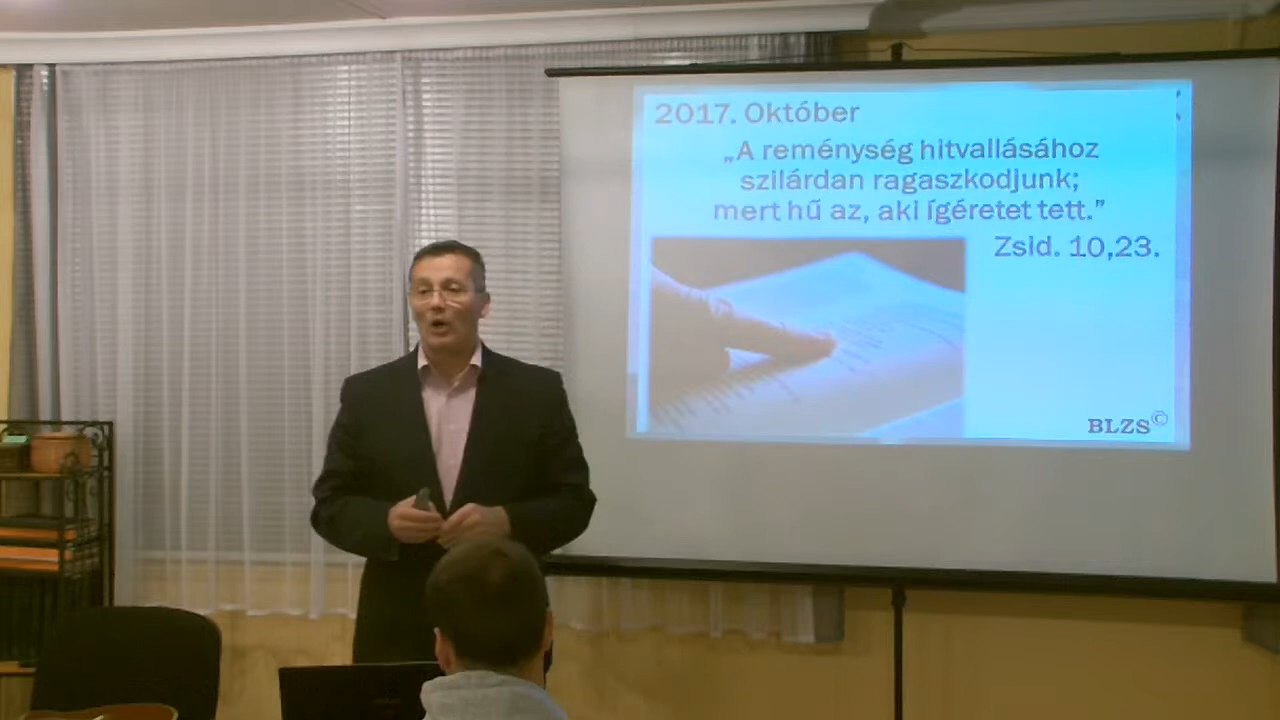 2017. Október
„A reménység hitvallásához
szilárdan ragaszkodjunk;
mert hű az, aki ígéretet tett.”
Zsid. 10,23.
BLZS©